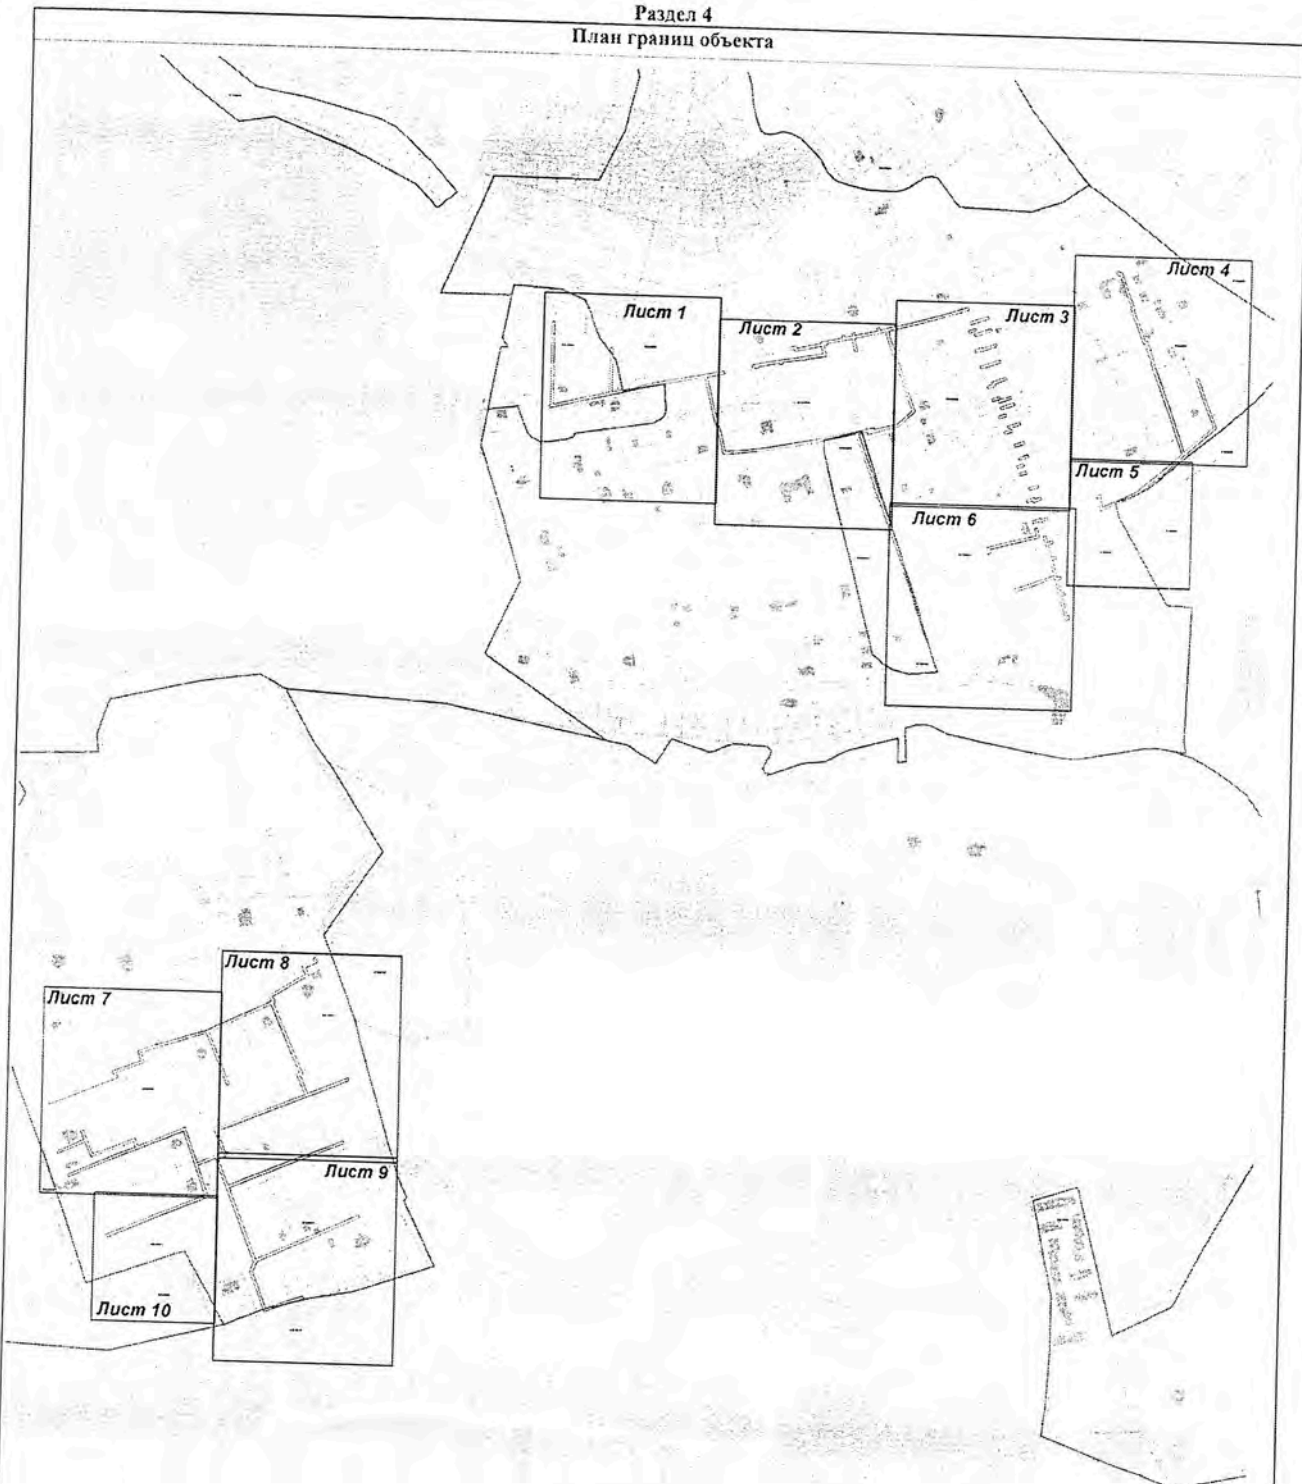 Раздел 4
План границ объекта
Лист 4
Лист 1
Лист 3
Лист 2
Лист 5
Лист 6
Лист 8
Лист 7
Лист 9
Лист 10